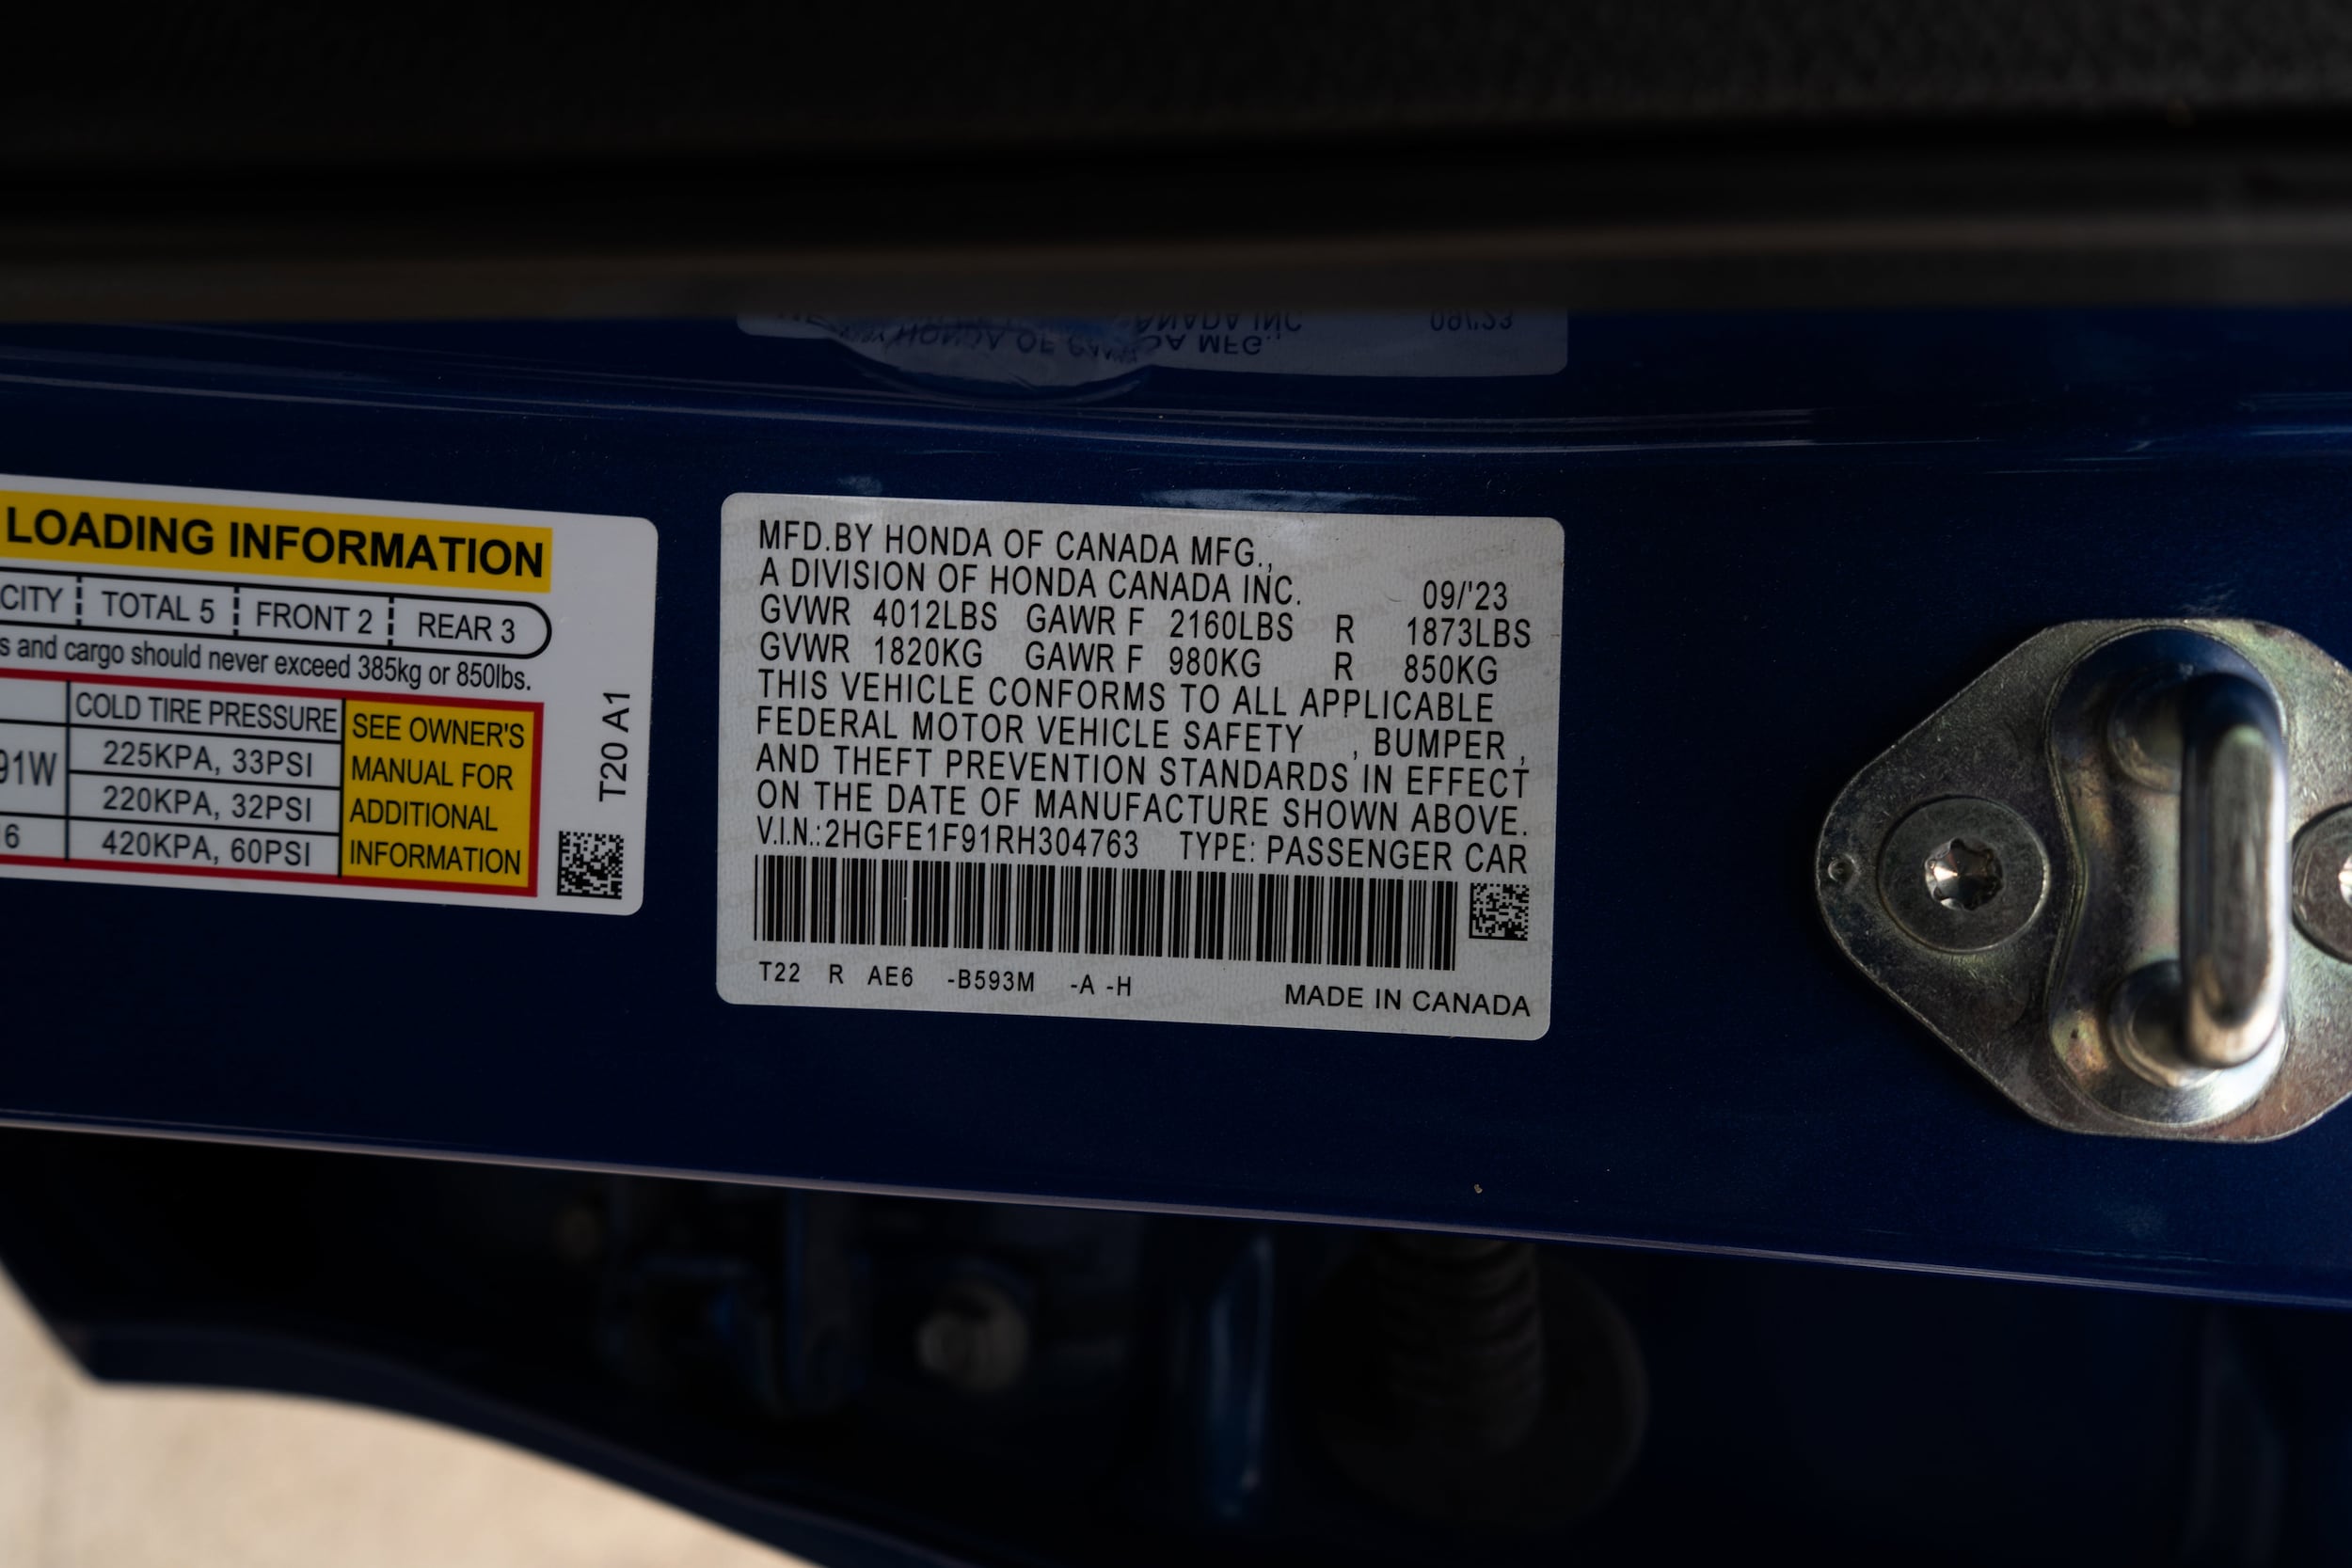 LOADING INFORMATION
CITY TOTAL 5 FRONT 2 REAR 3
s and cargo should never exceed 385kg or 850lbs.
COLD TIRE PRESSURE
91W 225KPA, 33PSI
220KPA, 32PSI
16 420KPA, 60PSI
SEE OWNER'S
MANUAL FOR
ADDITIONAL
INFORMATION
T20 A1
MFD.BY HONDA OF CANADA MFG.,
A DIVISION OF HONDA CANADA INC. 09/'23
GVWR 4012LBS GAWR F 2160LBS R 1873LBS
GVWR 1820KG GAWR F 980KG R 850KG
THIS VEHICLE CONFORMS TO ALL APPLICABLE
FEDERAL MOTOR VEHICLE SAFETY , BUMPER ,
AND THEFT PREVENTION STANDARDS IN EFFECT
ON THE DATE OF MANUFACTURE SHOWN ABOVE.
V.I.N.:2HGFE1F91RH304763 TYPE: PASSENGER CAR
T22 R AE6 -B593M -A -H MADE IN CANADA